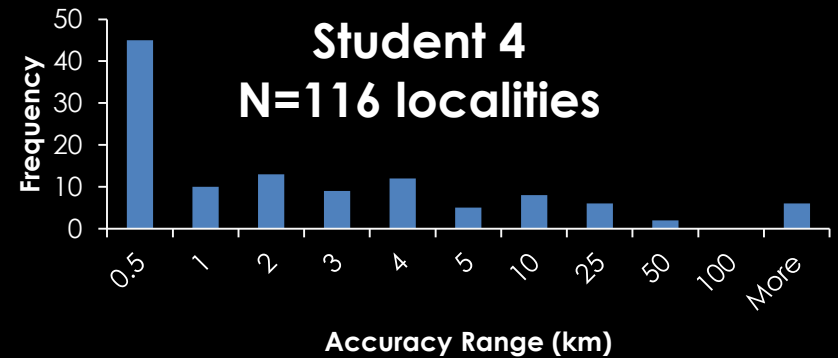 Student 4
N=116 localities
Frequency
50
40
30
20
10
0
0.5 1 2 3 4 5 10 25 50 100 More
Accuracy Range (km)